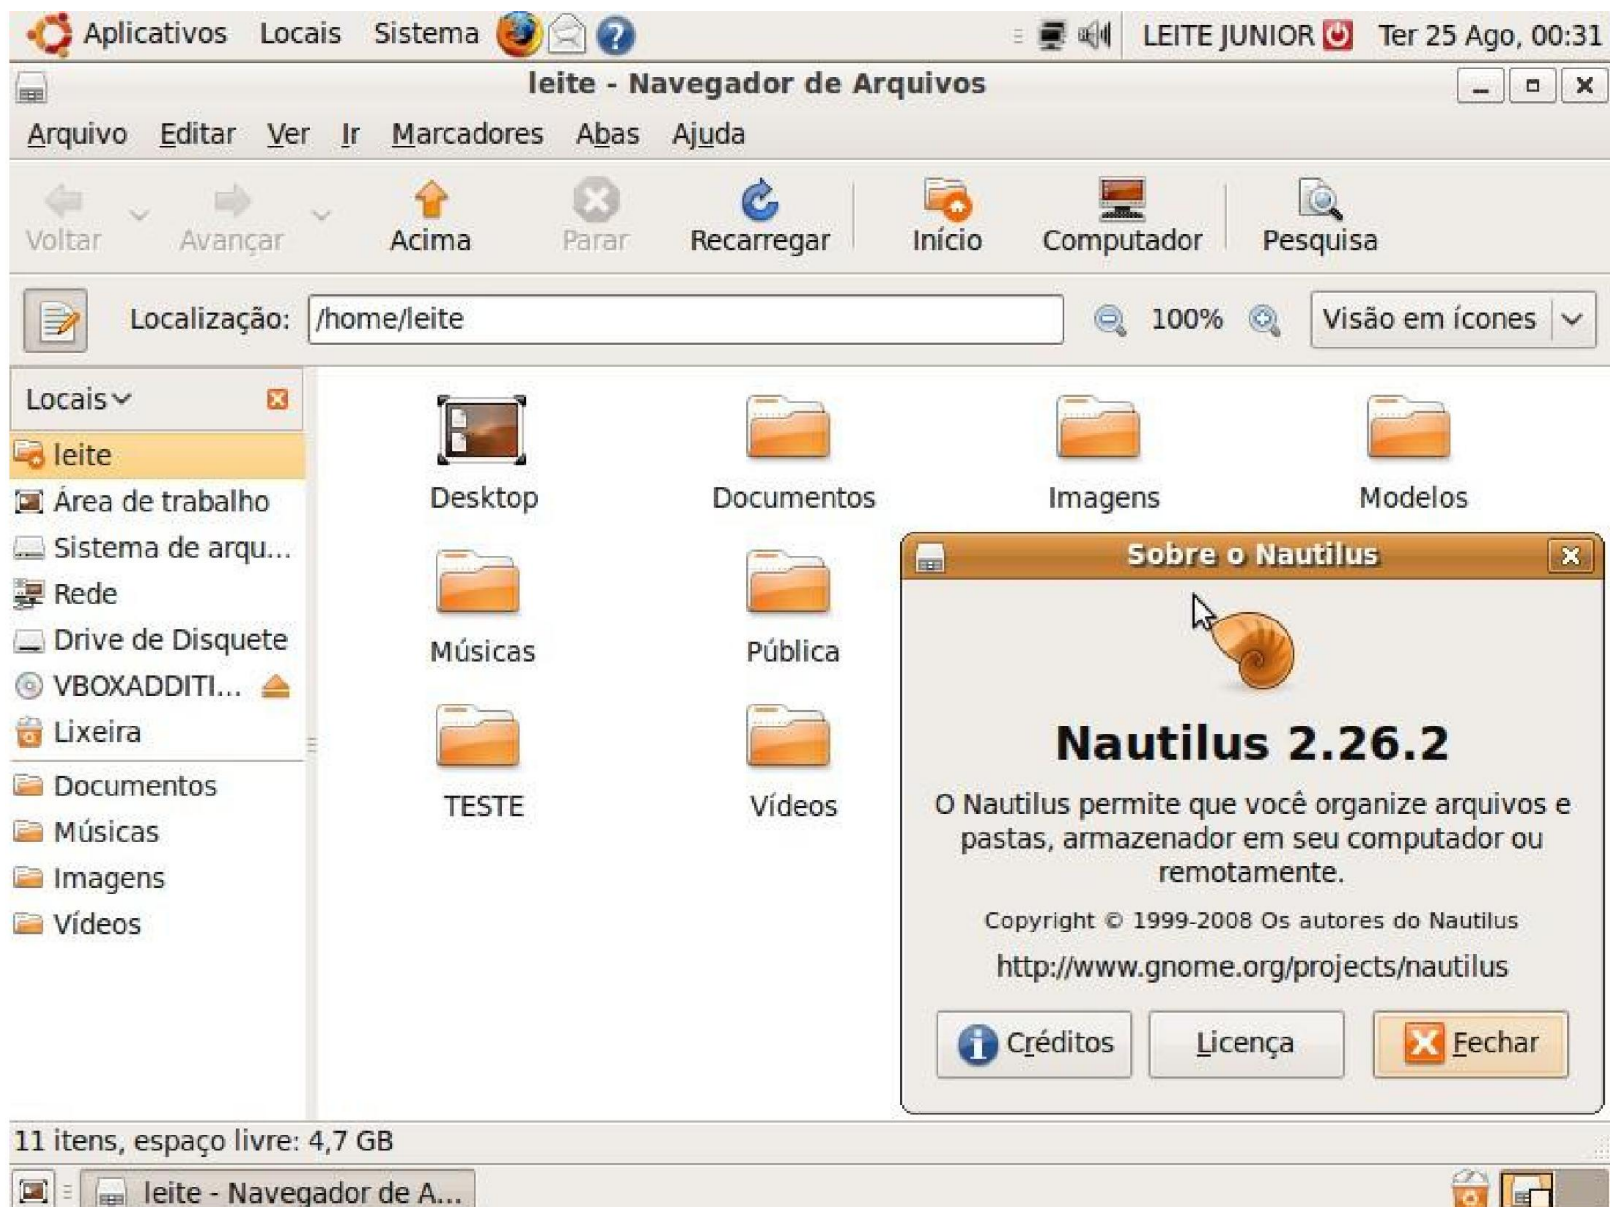 Aplicativos Locais Sistema LEITE JUNIOR Ter 25 Ago, 00:31
leite - Navegador de Arquivos
Arquivo Editar Ver Ir Marcadores Abas Ajuda
Voltar Avançar Acima Parar Recarregar Início Computador Pesquisa
Localização: /home/leite 100% Visão em ícones
Locais
leite
Área de trabalho
Sistema de arqu...
Rede
Drive de Disquete
VBOXADDITI...
Lixeira
Documentos
Músicas
Imagens
Vídeos
Desktop Documentos Imagens Modelos
Músicas Pública
TESTE Vídeos
Sobre o Nautilus
Nautilus 2.26.2
O Nautilus permite que você organize arquivos e
pastas, armazenador em seu computador ou
remotamente.
Copyright © 1999-2008 Os autores do Nautilus
http://www.gnome.org/projects/nautilus
Créditos Licença Fechar
11 itens, espaço livre: 4,7 GB
leite - Navegador de A...